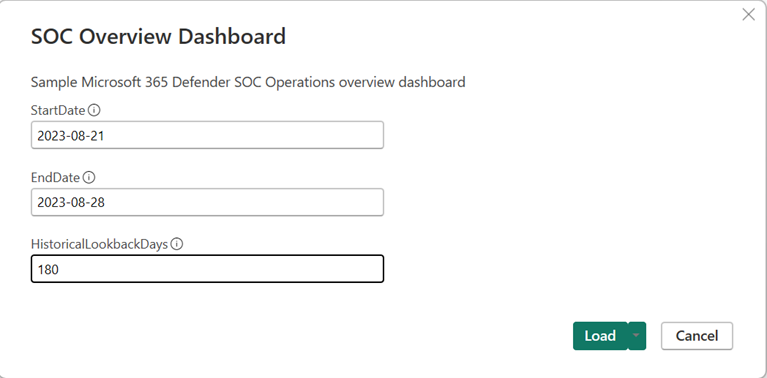 SOC Overview Dashboard
Sample Microsoft 365 Defender SOC Operations overview dashboard
StartDate
2023-08-21
EndDate
2023-08-28
HistoricalLookbackDays
180
Load Cancel